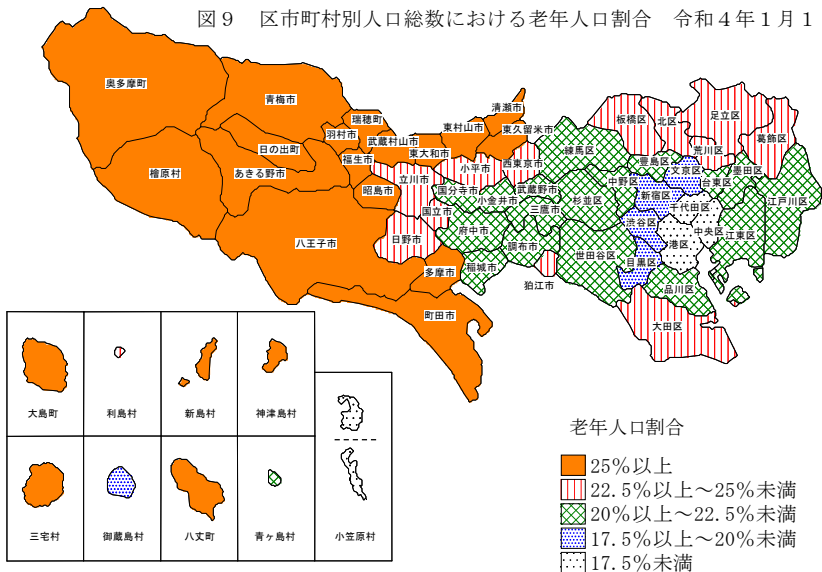 図９　区市町村別人口総数における老年人口割合　令和４年１月１
奥多摩町
青梅市
瑞穂町
清瀬市
東村山市
東久留米市
羽村市
武蔵村山市
日の出町
東大和市
福生市
檜原村
あきる野市
昭島市
立川市
小平市
西東京市
国分寺市
武蔵野市
小金井市
国立市
三鷹市
日野市
府中市
八王子市
調布市
多摩市
稲城市
狛江市
町田市
板橋区
北区
足立区
葛飾区
荒川区
練馬区
豊島区
文京区
墨田区
台東区
中野区
新宿区
江戸川区
杉並区
千代田区
渋谷区
中央区
江東区
港区
世田谷区
目黒区
品川区
大田区
大島町
利島村
新島村
神津島村
三宅村
御蔵島村
八丈町
青ヶ島村
小笠原村
老年人口割合
25%以上
22.5%以上～25%未満
20%以上～22.5%未満
17.5%以上～20%未満
17.5%未満